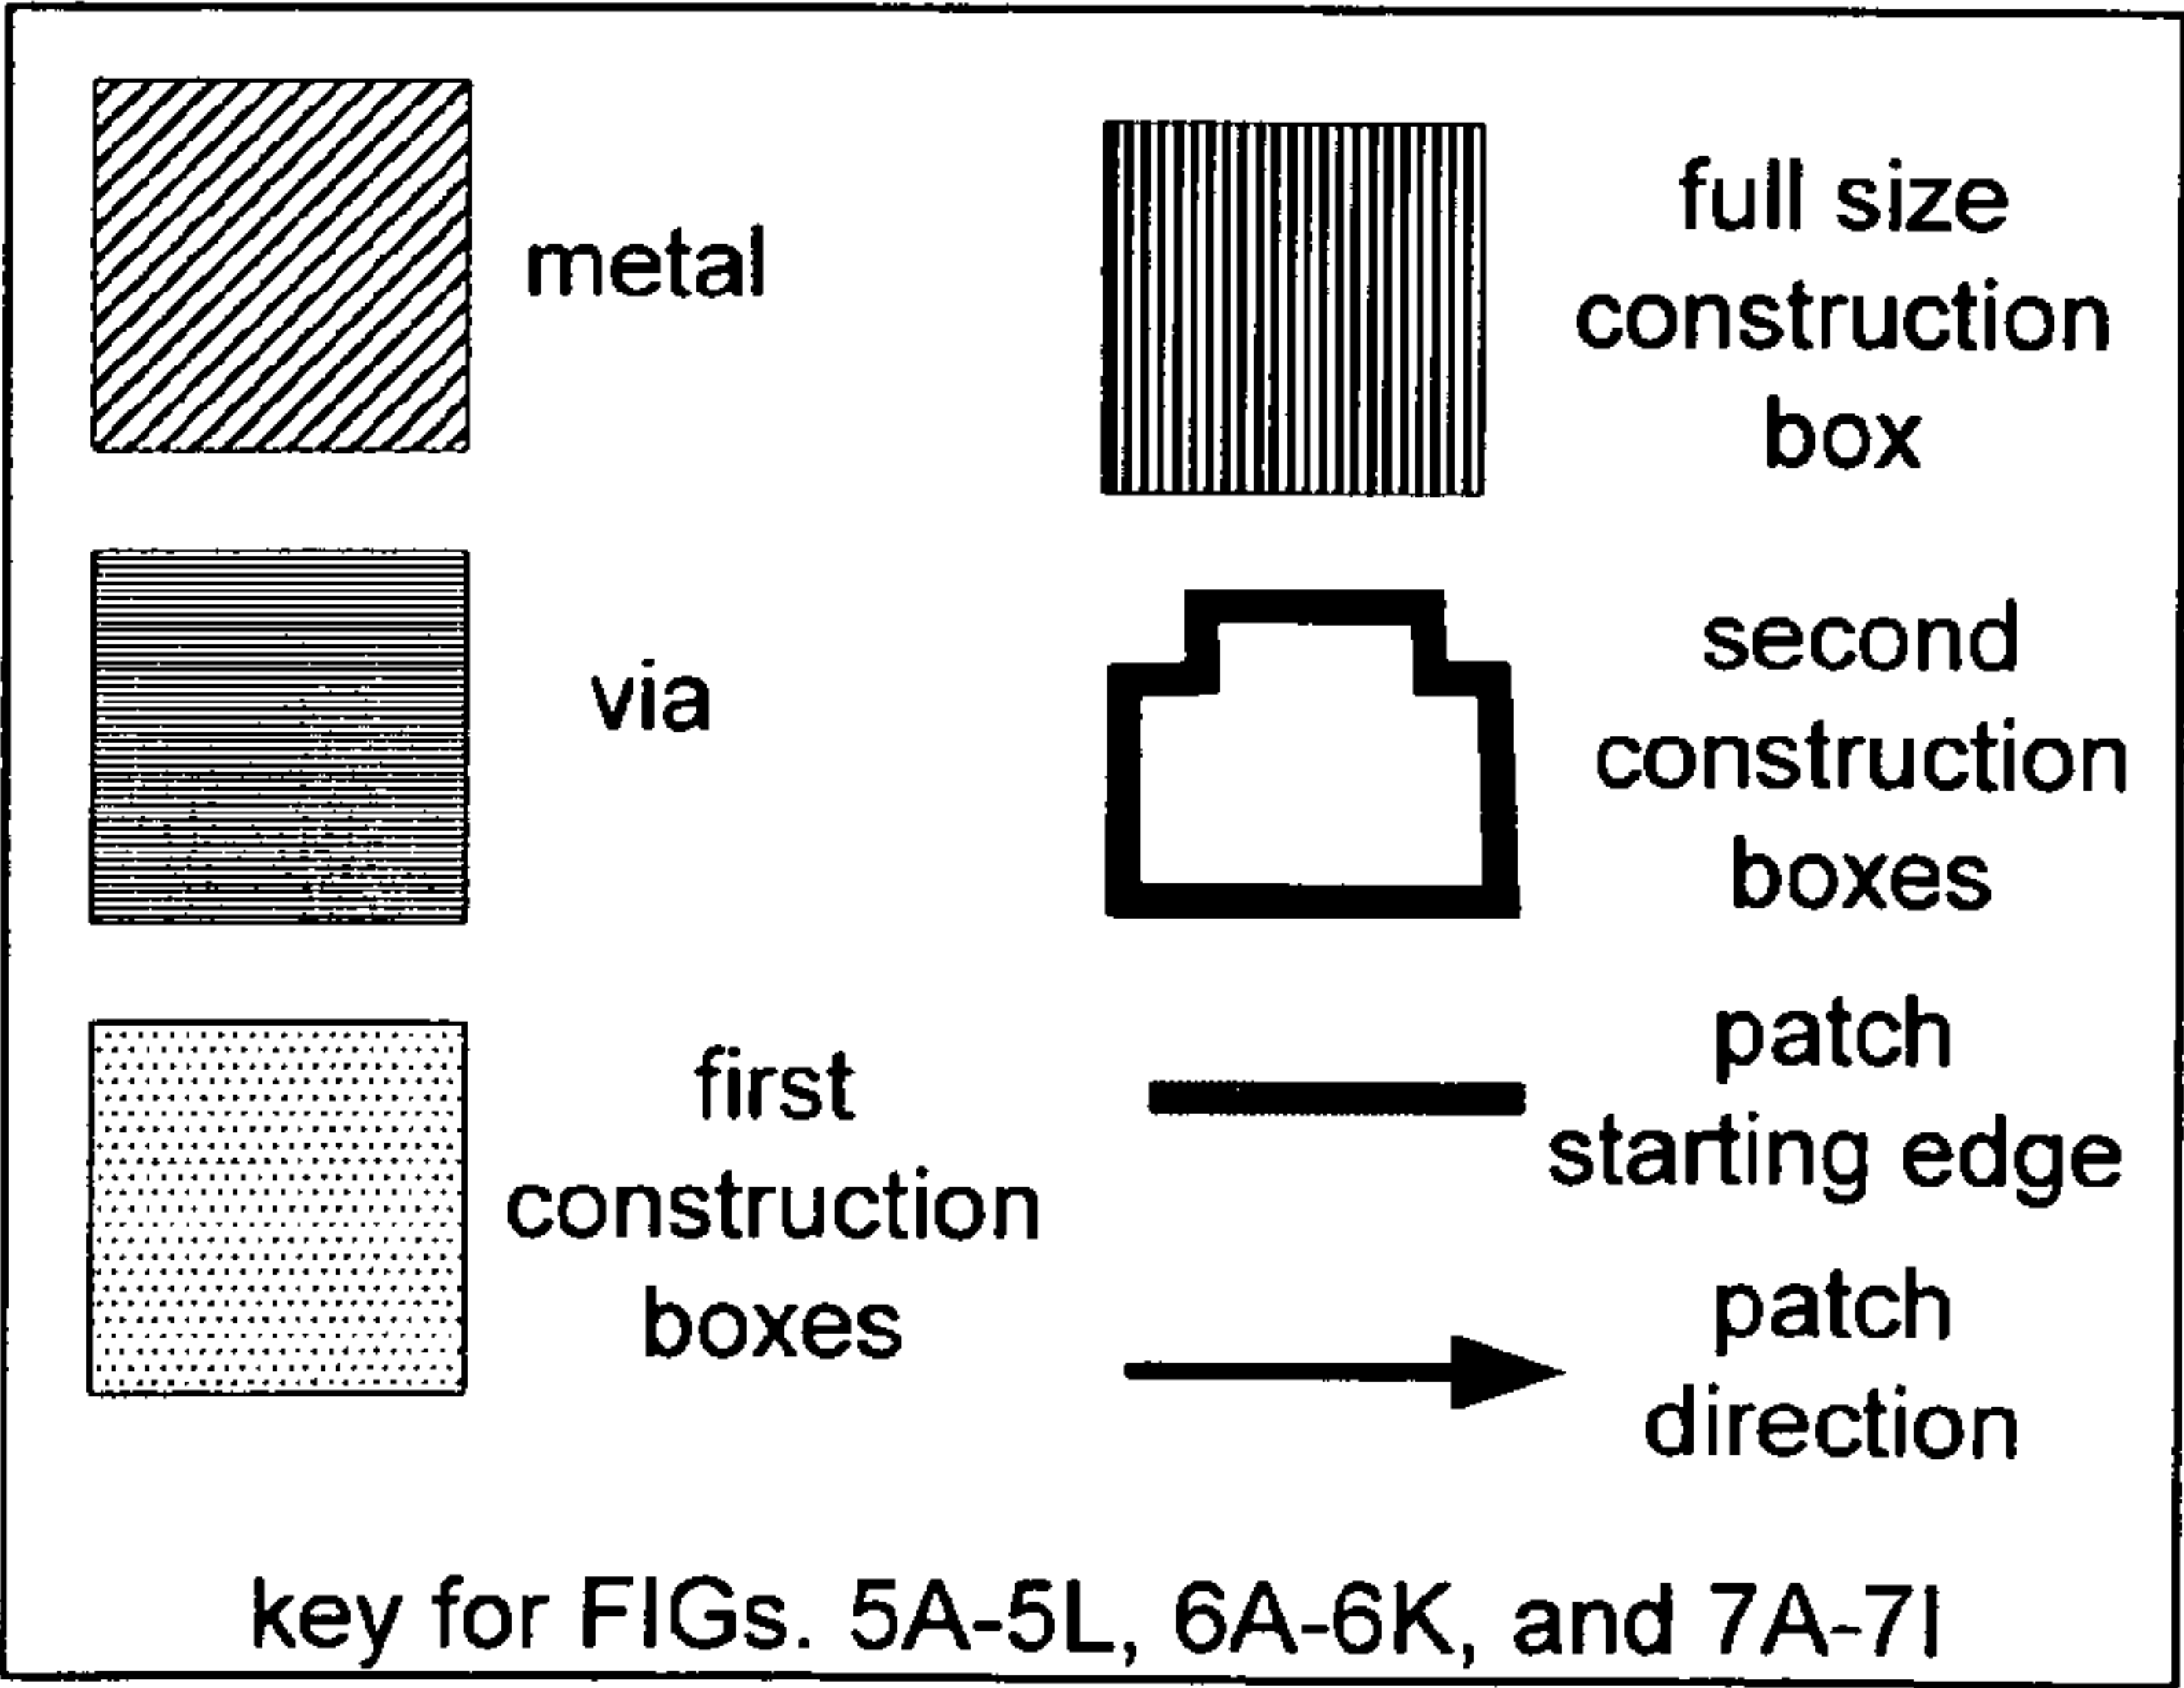 metal
via
first
construction
boxes
full size
construction
box
second
construction
boxes
patch
starting edge
patch
direction
key for FIGs. 5A-5L, 6A-6K, and 7A-7I